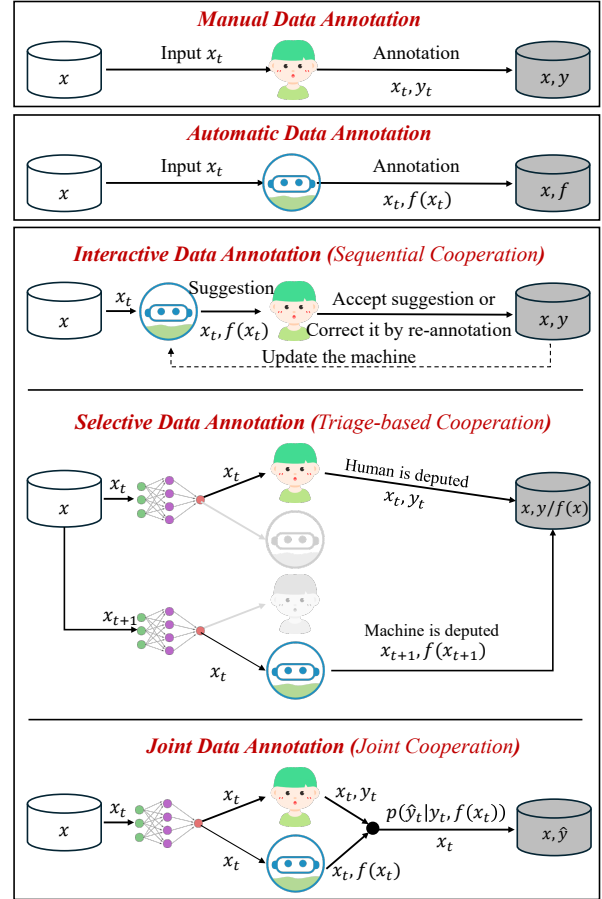 Manual Data Annotation
Input x_t
Annotation
x
x_t, y_t
x, y
Automatic Data Annotation
Input x_t
Annotation
x
x_t, f(x_t)
x, f
Interactive Data Annotation (Sequential Cooperation)
x
x_t
Suggestion
x_t, f(x_t)
Accept suggestion or
Correct it by re-annotation
x, y
Update the machine
Selective Data Annotation (Triage-based Cooperation)
x
x_t
x_t
Human is deputed
x_t, y_t
x, y/f(x)
x_{t+1}
x_t
Machine is deputed
x_{t+1}, f(x_{t+1})
Joint Data Annotation (Joint Cooperation)
x
x_t
x_t
x_t, y_t
p(ŷ_t|y_t, f(x_t))
x_t
x, ŷ
x_t
x_t, f(x_t)